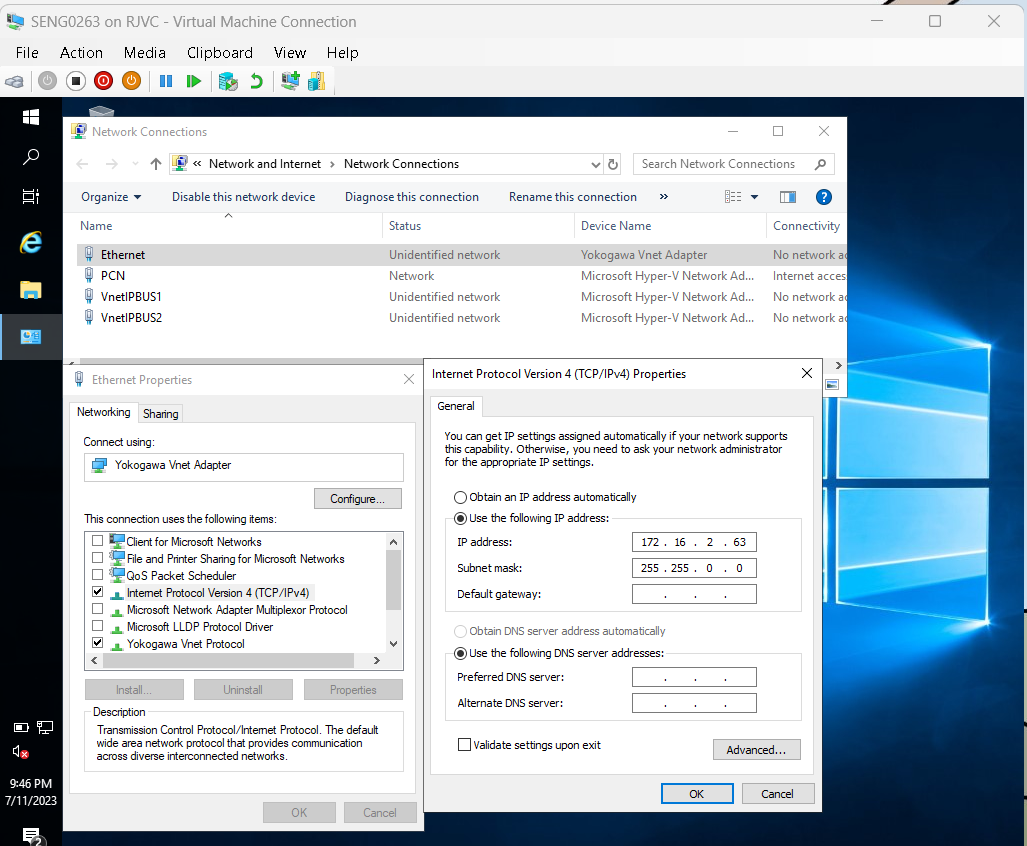 SENG0263 on RJVC - Virtual Machine Connection
File Action Media Clipboard View Help
Network Connections
« Network and Internet › Network Connections
Search Network Connections
Organize Disable this network device Diagnose this connection Rename this connection »
Name Status Device Name Connectivity
Ethernet Unidentified network Yokogawa Vnet Adapter No network ac
PCN Network Microsoft Hyper-V Network Ad... Internet acces
VnetIPBUS1 Unidentified network Microsoft Hyper-V Network Ad... No network ac
VnetIPBUS2 Unidentified network Microsoft Hyper-V Network Ad... No network ac
Ethernet Properties
Networking Sharing
Connect using:
Yokogawa Vnet Adapter
Configure...
This connection uses the following items:
Client for Microsoft Networks
File and Printer Sharing for Microsoft Networks
QoS Packet Scheduler
Internet Protocol Version 4 (TCP/IPv4)
Microsoft Network Adapter Multiplexor Protocol
Microsoft LLDP Protocol Driver
Yokogawa Vnet Protocol
Install... Uninstall Properties
Description
Transmission Control Protocol/Internet Protocol. The default
wide area network protocol that provides communication
across diverse interconnected networks.
OK Cancel
Internet Protocol Version 4 (TCP/IPv4) Properties
General
You can get IP settings assigned automatically if your network supports
this capability. Otherwise, you need to ask your network administrator
for the appropriate IP settings.
Obtain an IP address automatically
Use the following IP address:
IP address: 172 . 16 . 2 . 63
Subnet mask: 255 . 255 . 0 . 0
Default gateway: . . .
Obtain DNS server address automatically
Use the following DNS server addresses:
Preferred DNS server: . . .
Alternate DNS server: . . .
Validate settings upon exit
Advanced...
OK Cancel
9:46 PM
7/11/2023
2